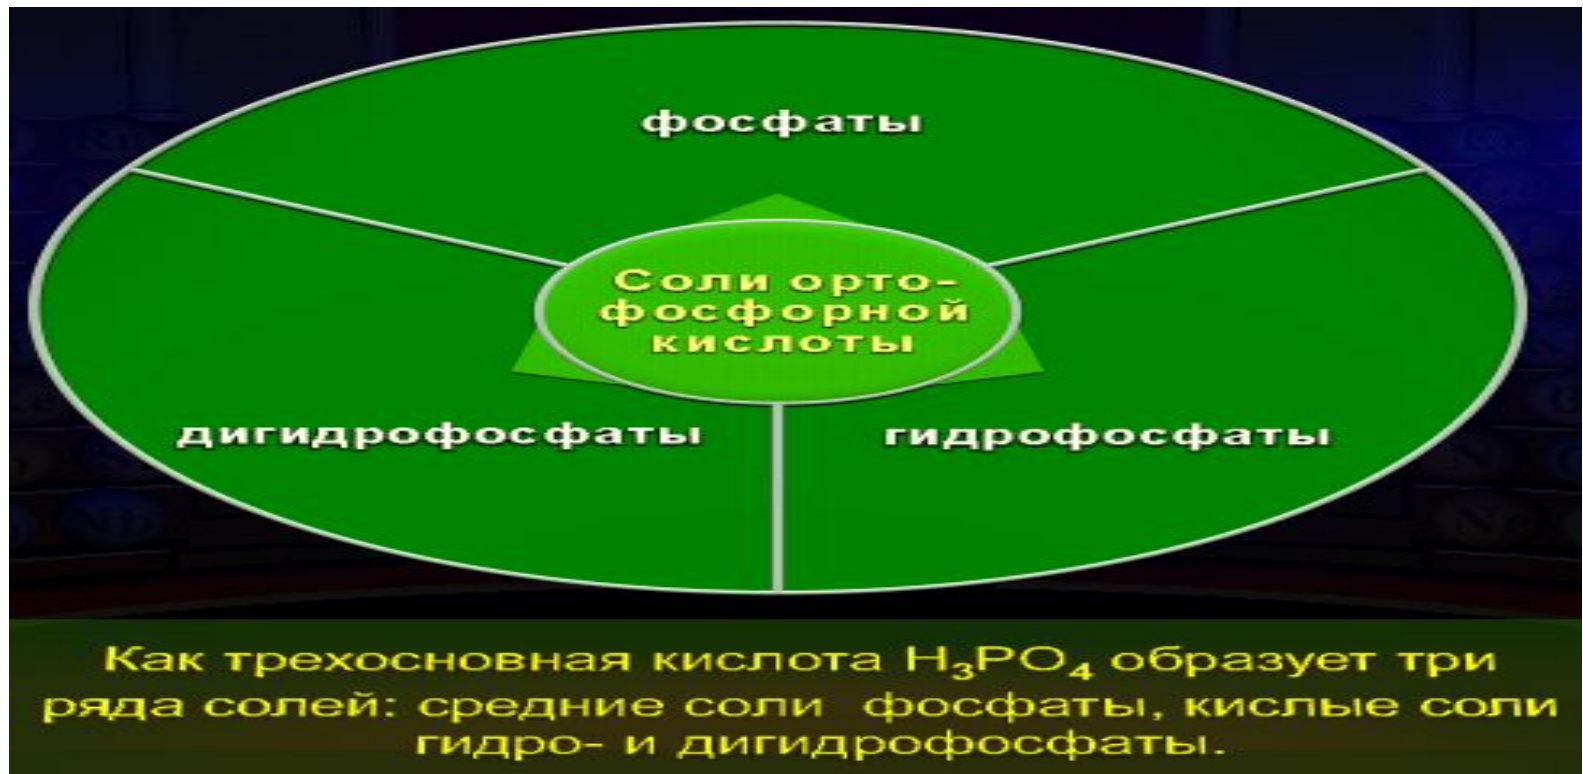 фосфаты
Соли орто-
фосфорной
кислоты
дигидрофосфаты
гидрофосфаты
Как трехосновная кислота H₃PO₄ образует три
ряда солей: средние соли фосфаты, кислые соли
гидро- и дигидрофосфаты.